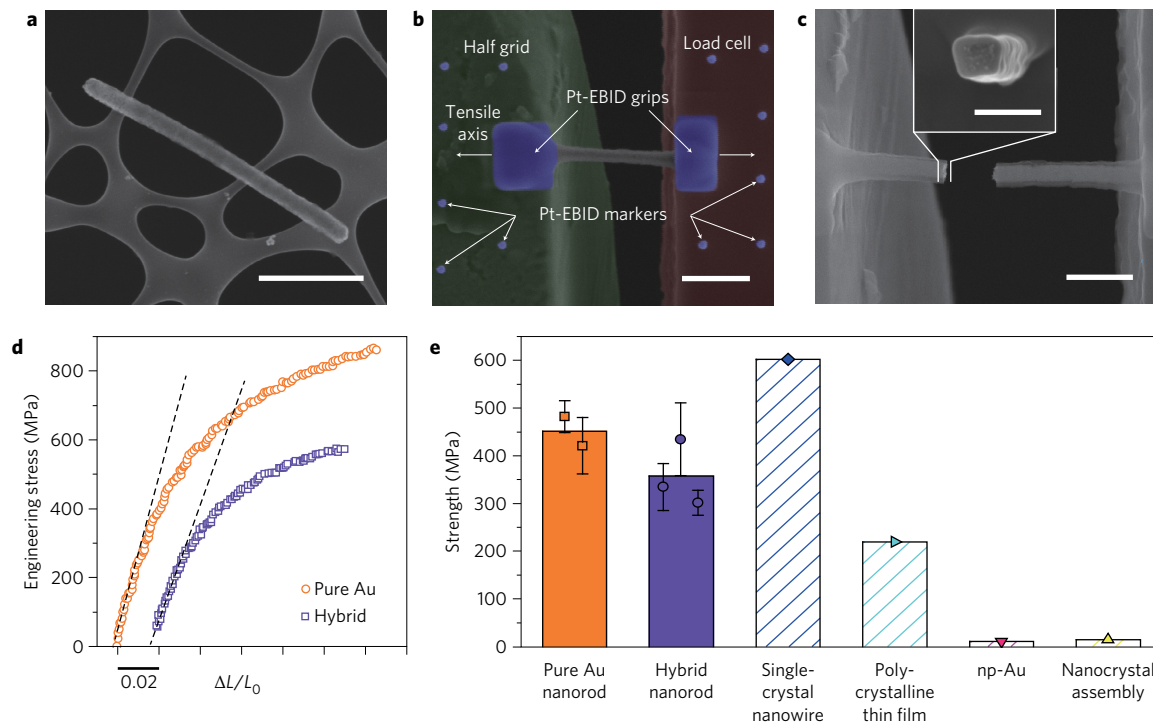 a
b
c
Half grid
Load cell
Pt-EBID grips
Tensile
axis
Pt-EBID markers
d
800
600
400
200
0
Engineering stress (MPa)
Pure Au
Hybrid
0.02
ΔL/L0
e
600
500
400
300
200
100
0
Strength (MPa)
Pure Au
nanorod
Hybrid
nanorod
Single-
crystal
nanowire
Poly-
crystalline
thin film
np-Au
Nanocrystal
assembly